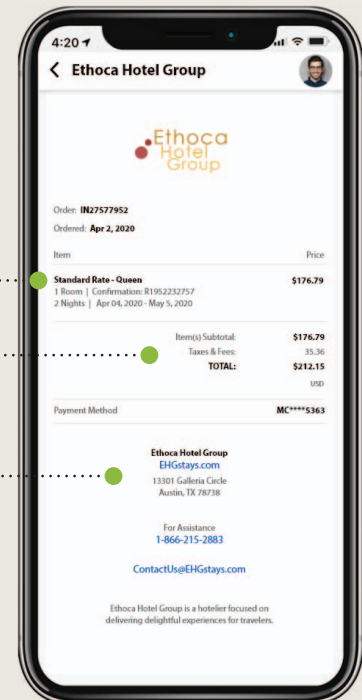 4:20
Ethoca Hotel Group
Ethoca
Hotel
Group
Order: IN27577952
Ordered: Apr 2, 2020
Item Price
Standard Rate - Queen $176.79
1 Room | Confirmation: R1952232757
2 Nights | Apr 04, 2020 - May 5, 2020
Item(s) Subtotal: $176.79
Taxes & Fees: 35.36
TOTAL: $212.15
USD
Payment Method MC****5363
Ethoca Hotel Group
EHGstays.com
13301 Galleria Circle
Austin, TX 78738
For Assistance
1-866-215-2883
ContactUs@EHGstays.com
Ethoca Hotel Group is a hotelier focused on
delivering delightful experiences for travelers.